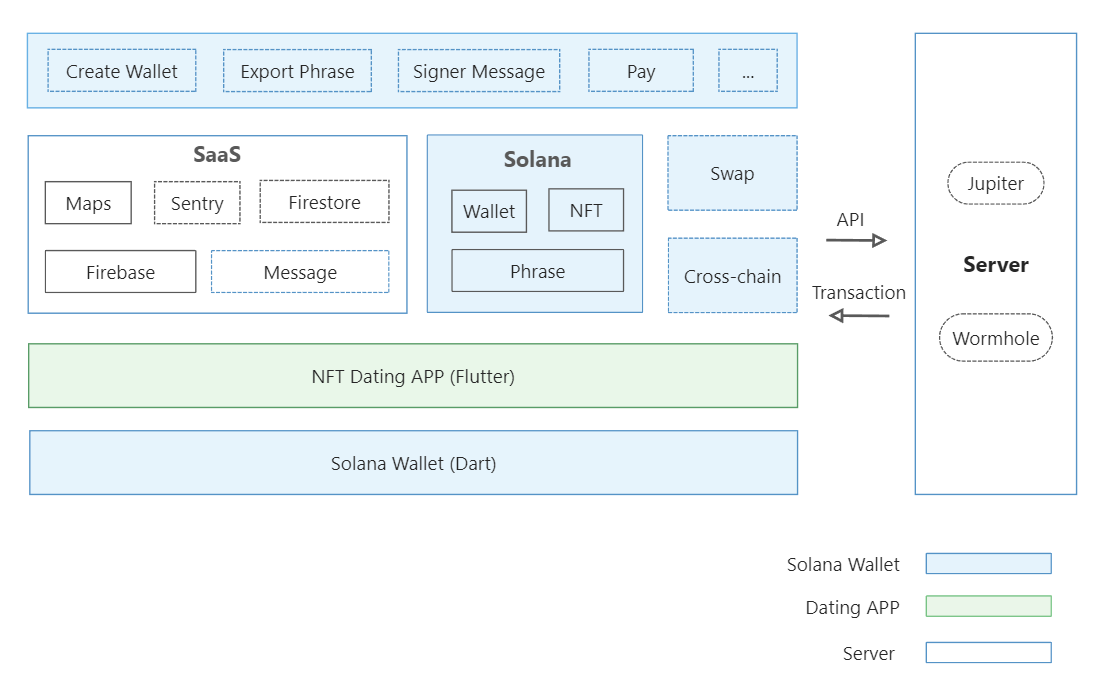 Create Wallet
Export Phrase
Signer Message
Pay
...
SaaS
Maps
Sentry
Firestore
Firebase
Message
Solana
Wallet
NFT
Phrase
Swap
Cross-chain
API
Transaction
Jupiter
Server
Wormhole
NFT Dating APP (Flutter)
Solana Wallet (Dart)
Solana Wallet
Dating APP
Server